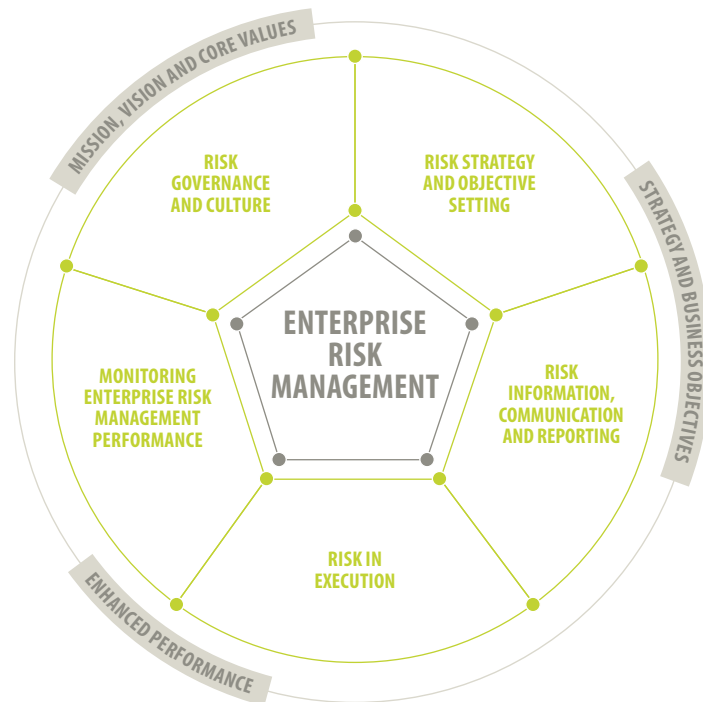 MISSION, VISION AND CORE VALUES
RISK
GOVERNANCE
AND CULTURE
RISK STRATEGY
AND OBJECTIVE
SETTING
STRATEGY AND BUSINESS OBJECTIVES
ENTERPRISE
RISK
MANAGEMENT
MONITORING
ENTERPRISE RISK
MANAGEMENT
PERFORMANCE
RISK
INFORMATION,
COMMUNICATION
AND REPORTING
RISK IN
EXECUTION
ENHANCED PERFORMANCE